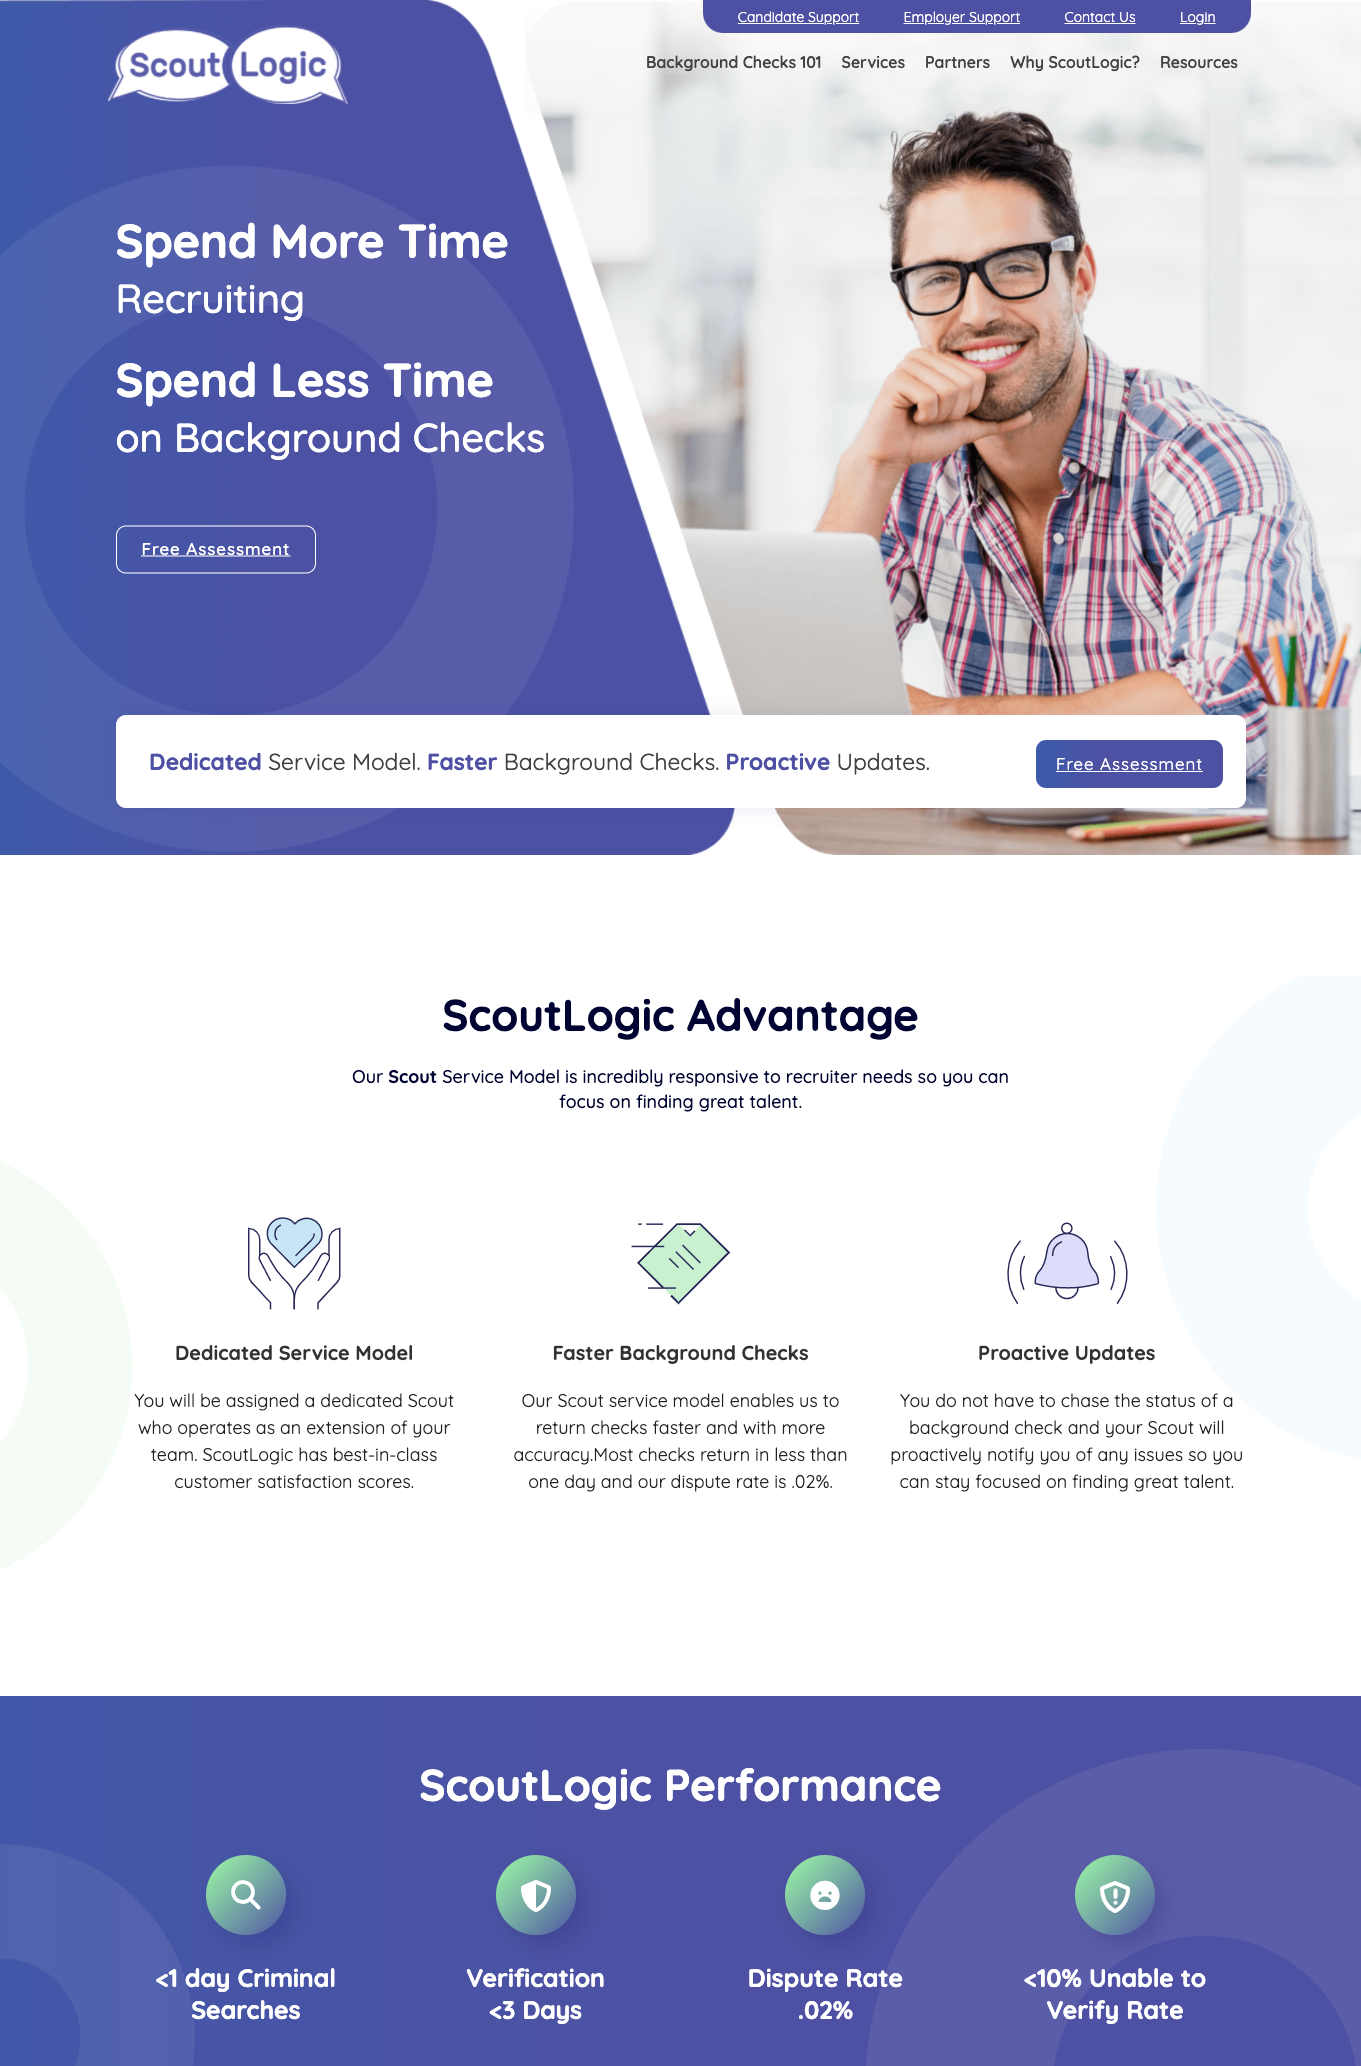 Candidate Support
Employer Support
Contact Us
Login
Scout Logic
Background Checks 101
Services
Partners
Why ScoutLogic?
Resources
Spend More Time
Recruiting
Spend Less Time
on Background Checks
Free Assessment
Dedicated Service Model. Faster Background Checks. Proactive Updates.
Free Assessment
ScoutLogic Advantage
Our Scout Service Model is incredibly responsive to recruiter needs so you can
focus on finding great talent.
Dedicated Service Model
You will be assigned a dedicated Scout
who operates as an extension of your
team. ScoutLogic has best-in-class
customer satisfaction scores.
Faster Background Checks
Our Scout service model enables us to
return checks faster and with more
accuracy.Most checks return in less than
one day and our dispute rate is .02%.
Proactive Updates
You do not have to chase the status of a
background check and your Scout will
proactively notify you of any issues so you
can stay focused on finding great talent.
ScoutLogic Performance
<1 day Criminal
Searches
Verification
<3 Days
Dispute Rate
.02%
<10% Unable to
Verify Rate